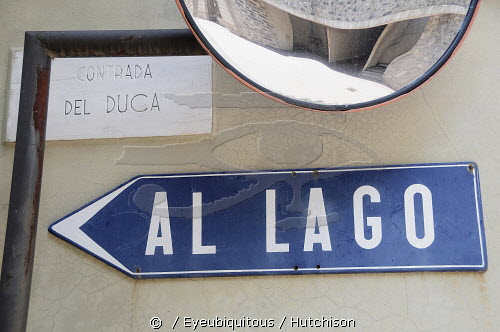 CONTRADA
DEL DUCA
AL LAGO
© / Eyeubiquitous / Hutchison